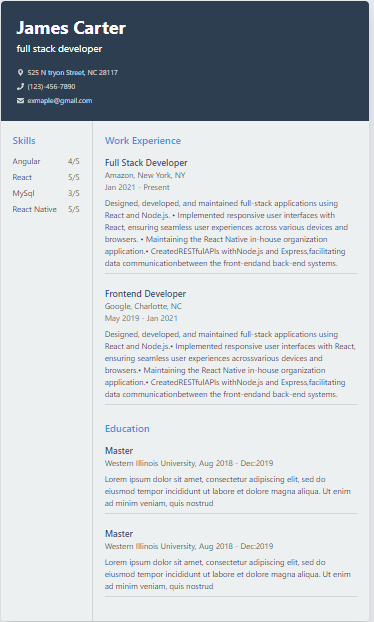 James Carter
full stack developer
525 N tryon Street, NC 28117
(123)-456-7890
exmaple@gmail.com
Skills
Angular 4/5
React 5/5
MySql 3/5
React Native 5/5
Work Experience
Full Stack Developer
Amazon, New York, NY
Jan 2021 - Present
Designed, developed, and maintained full-stack applications using
React and Node.js. • Implemented responsive user interfaces with
React, ensuring seamless user experiences across various devices and
browsers. • Maintaining the React Native in-house organization
application.• CreatedRESTfulAPIs withNode.js and Express,facilitating
data communicationbetween the front-endand back-end systems.
Frontend Developer
Google, Charlotte, NC
May 2019 - Jan 2021
Designed, developed, and maintained full-stack applications using
React and Node.js.• Implemented responsive user interfaces with React,
ensuring seamless user experiences acrossvarious devices and
browsers.• Maintaining the React Native in-house organization
application.• CreatedRESTfulAPIs withNode.js and Express,facilitating
data communicationbetween the front-endand back-end systems.
Education
Master
Western Illinois University, Aug 2018 - Dec2019
Lorem ipsum dolor sit amet, consectetur adipiscing elit, sed do
eiusmod tempor incididunt ut labore et dolore magna aliqua. Ut enim
ad minim veniam, quis nostrud
Master
Western Illinois University, Aug 2018 - Dec2019
Lorem ipsum dolor sit amet, consectetur adipiscing elit, sed do
eiusmod tempor incididunt ut labore et dolore magna aliqua. Ut enim
ad minim veniam, quis nostrud